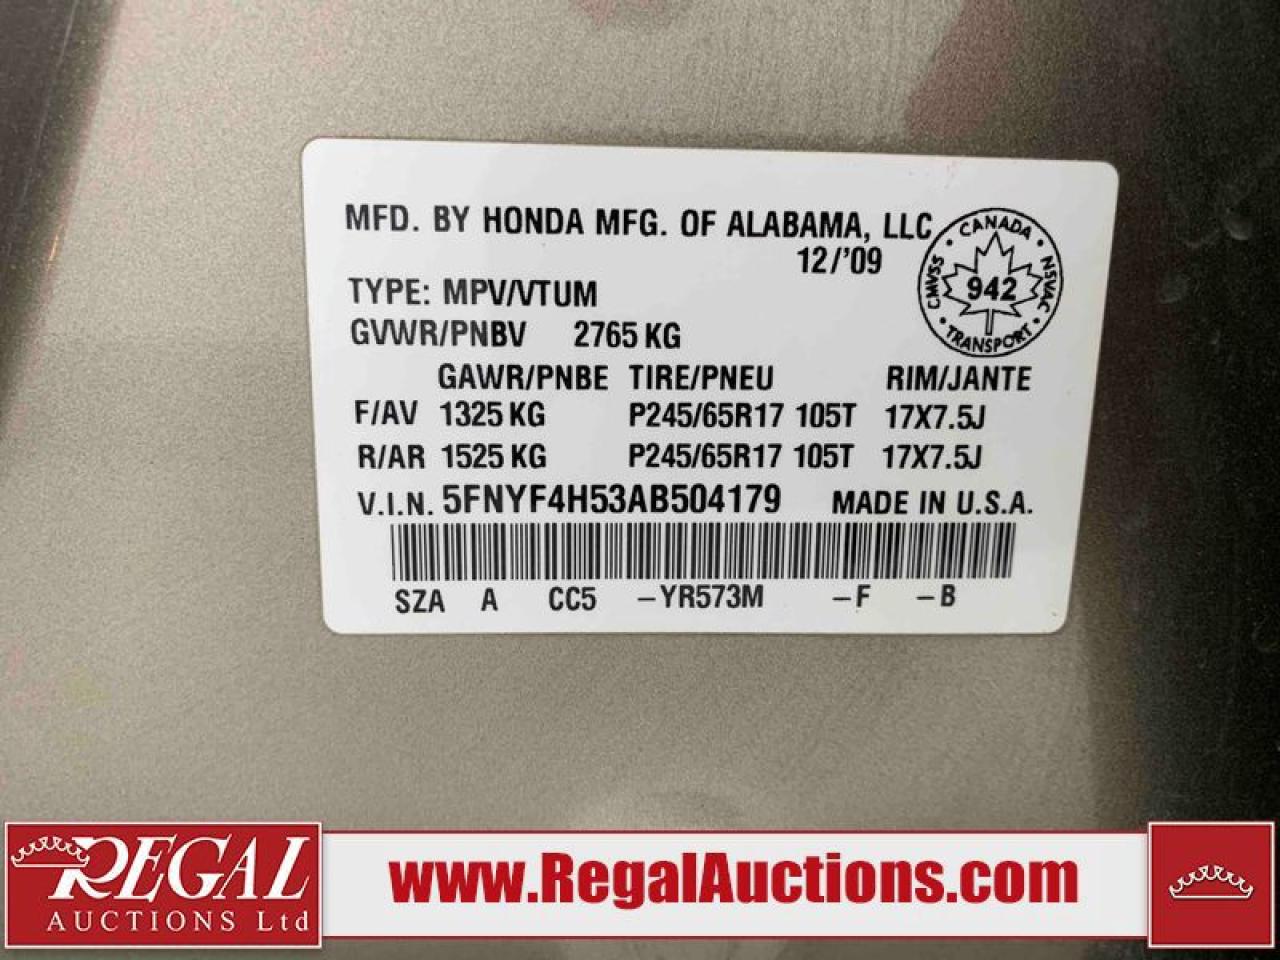 MFD. BY HONDA MFG. OF ALABAMA, LLC
12/'09
CANADA • NSVAC • TRANSPORT • CMVSS •
942
TYPE: MPV/VTUM
GVWR/PNBV 2765 KG
GAWR/PNBE TIRE/PNEU RIM/JANTE
F/AV 1325 KG P245/65R17 105T 17X7.5J
R/AR 1525 KG P245/65R17 105T 17X7.5J
V.I.N. 5FNYF4H53AB504179 MADE IN U.S.A.
SZA A CC5 –YR573M –F –B
REGAL
AUCTIONS Ltd
www.RegalAuctions.com